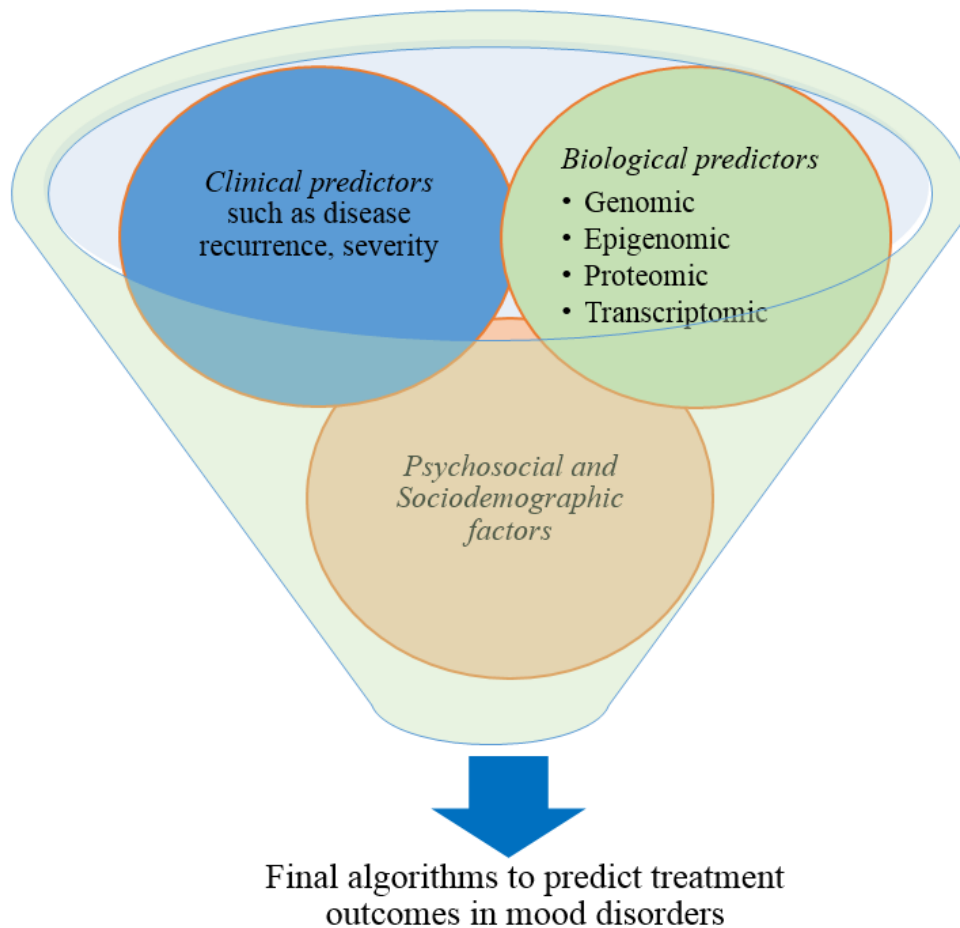 Clinical predictors
such as disease
recurrence, severity
Biological predictors
• Genomic
• Epigenomic
• Proteomic
• Transcriptomic
Psychosocial and
Sociodemographic
factors
Final algorithms to predict treatment
outcomes in mood disorders